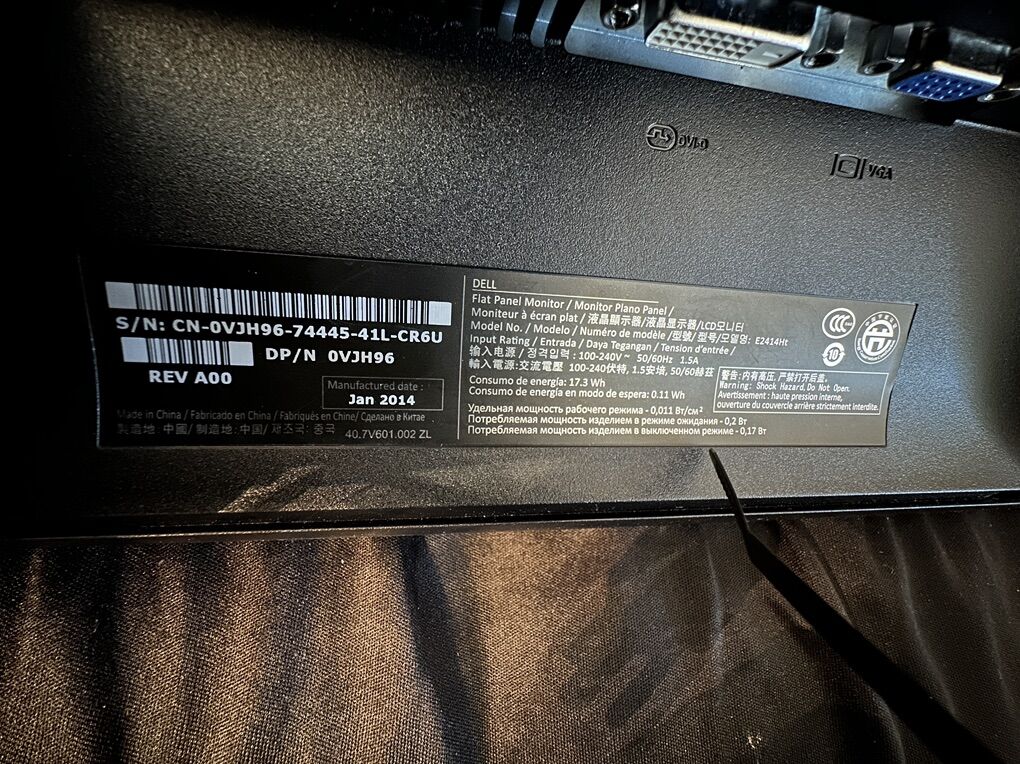 DVI-D
VGA
S/N: CN-0VJH96-74445-41L-CR6U
DP/N 0VJH96
REV A00
Manufactured date :
Jan 2014
Made in China / Fabricado en China / Fabriqués en Chine/ Сделано в Китае
製造地: 中國/ 制造地: 中国/ 제조국: 중국
40.7V601.002 ZL
DELL
Flat Panel Monitor / Monitor Plano Panel /
Moniteur à écran plat / 液晶顯示器/液晶显示器/LCD모니터
Model No. / Modelo / Numéro de modèle /型號/ 型号/모델명: E2414Ht
Input Rating / Entrada / Daya Tegangan / Tension d'entrée /
输入电源 / 定格入力 : 100-240V ~ 50/60Hz 1.5A
輸入電源:交流電壓 100-240伏特, 1.5安培, 50/60赫茲
Consumo de energía: 17.3 Wh
Consumo de energía en modo de espera: 0.11 Wh
Удельная мощность рабочего режима - 0,011 Вт/см²
Потребляемая мощность изделием в режиме ожидания - 0,2 Вт
Потребляемая мощность изделием в выключенном режиме - 0,17 Вт
CCC
10
警告:内有高压, 严禁打开后盖。
Warning: Shock Hazard, Do Not Open.
Avertissement : haute pression interne,
ouverture du couvercle arrière strictement interdite.